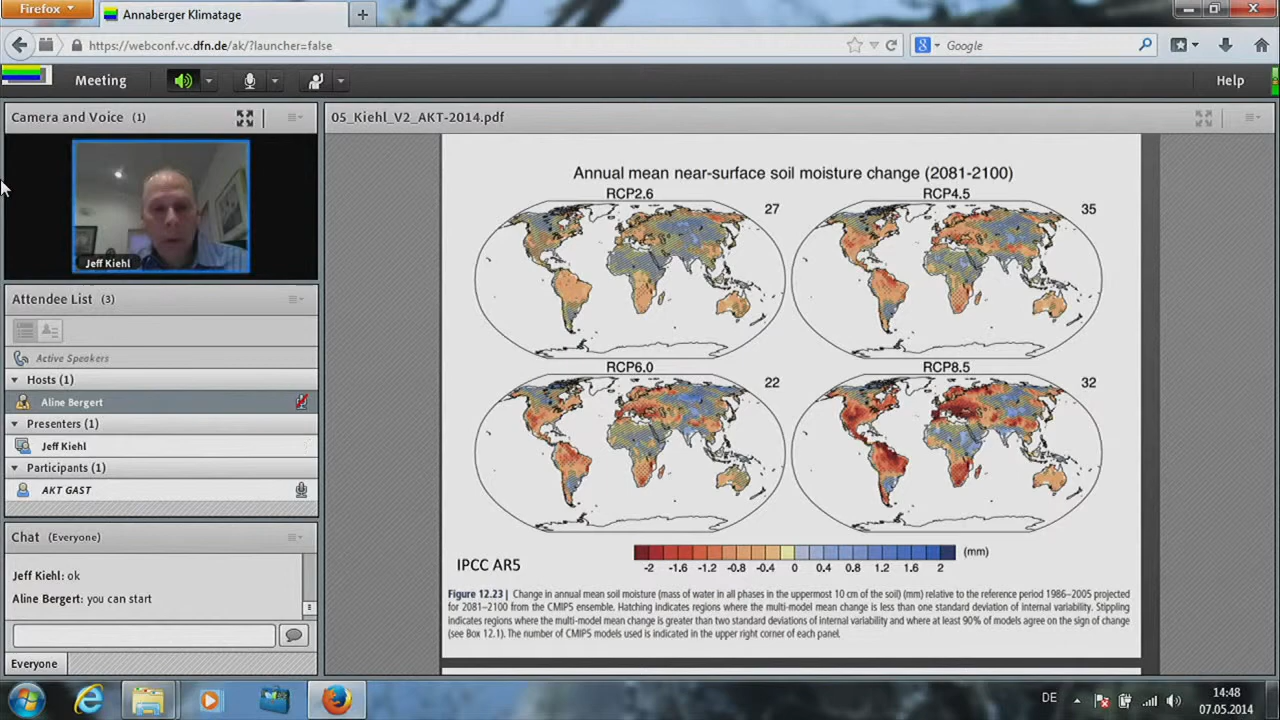 Firefox
Annaberger Klimatage
https://webconf.vc.dfn.de/ak/?launcher=false
Google
Meeting
Help
Camera and Voice (1)
Jeff Kiehl
Attendee List (3)
Active Speakers
Hosts (1)
Aline Bergert
Presenters (1)
Jeff Kiehl
Participants (1)
AKT GAST
Chat (Everyone)
Jeff Kiehl: ok
Aline Bergert: you can start
Everyone
05_Kiehl_V2_AKT-2014.pdf
Annual mean near-surface soil moisture change (2081-2100)
RCP2.6
27
RCP4.5
35
RCP6.0
22
RCP8.5
32
(mm)
-2 -1.6 -1.2 -0.8 -0.4 0 0.4 0.8 1.2 1.6 2
IPCC AR5
Figure 12.23 | Change in annual mean soil moisture (mass of water in all phases in the uppermost 10 cm of the soil) (mm) relative to the reference period 1986–2005 projected
for 2081–2100 from the CMIP5 ensemble. Hatching indicates regions where the multi-model mean change is less than one standard deviation of internal variability. Stippling
indicates regions where the multi-model mean change is greater than two standard deviations of internal variability and where at least 90% of models agree on the sign of change
(see Box 12.1). The number of CMIP5 models used is indicated in the upper right corner of each panel.
DE
14:48
07.05.2014